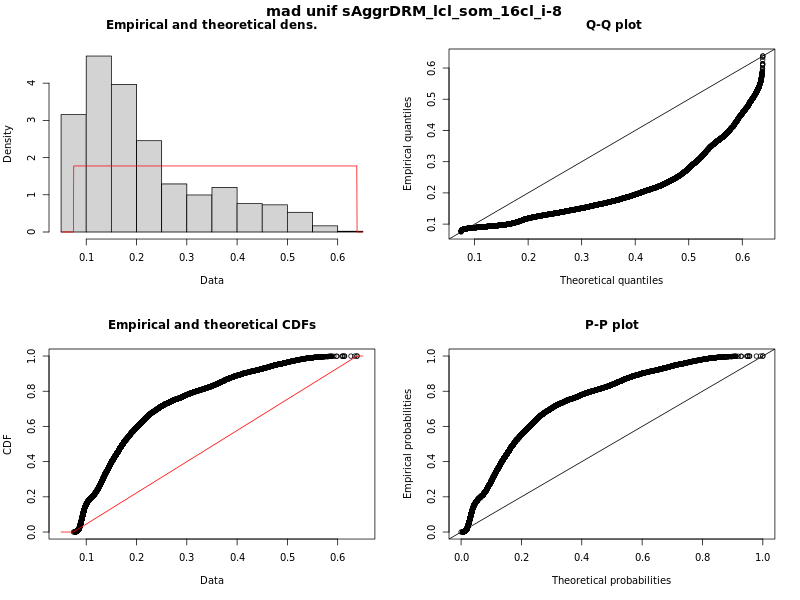 mad unif sAggrDRM_lcl_som_16cl_i-8
Empirical and theoretical dens.
Density
0 1 2 3 4
0.1 0.2 0.3 0.4 0.5 0.6
Data
Q-Q plot
Empirical quantiles
0.1 0.2 0.3 0.4 0.5 0.6
0.1 0.2 0.3 0.4 0.5 0.6
Theoretical quantiles
Empirical and theoretical CDFs
CDF
0.0 0.2 0.4 0.6 0.8 1.0
0.1 0.2 0.3 0.4 0.5 0.6
Data
P-P plot
Empirical probabilities
0.0 0.2 0.4 0.6 0.8 1.0
0.0 0.2 0.4 0.6 0.8 1.0
Theoretical probabilities